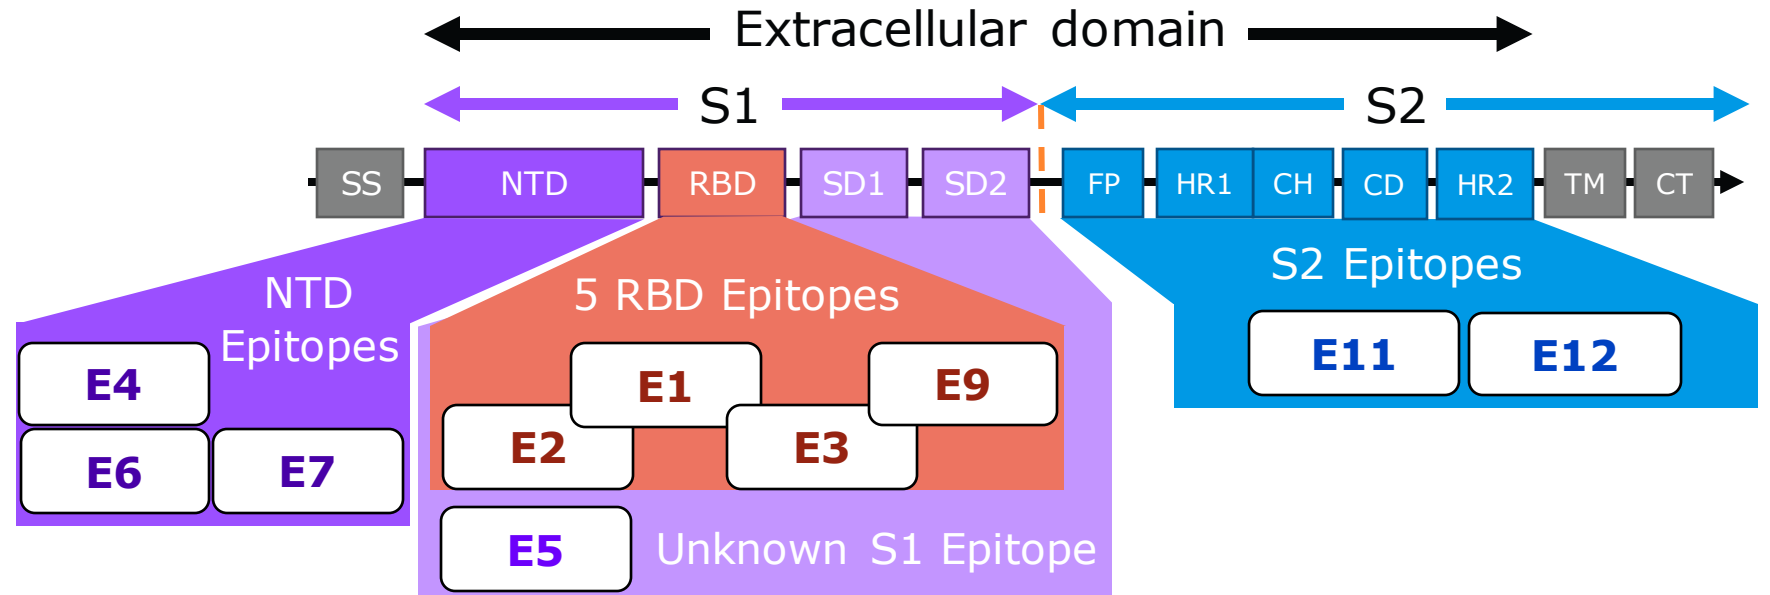 Extracellular domain
S1
S2
SS
NTD
RBD
SD1
SD2
FP
HR1
CH
CD
HR2
TM
CT
NTD
Epitopes
5 RBD Epitopes
S2 Epitopes
E4
E6
E7
E2
E1
E3
E9
E11
E12
E5
Unknown S1 Epitope